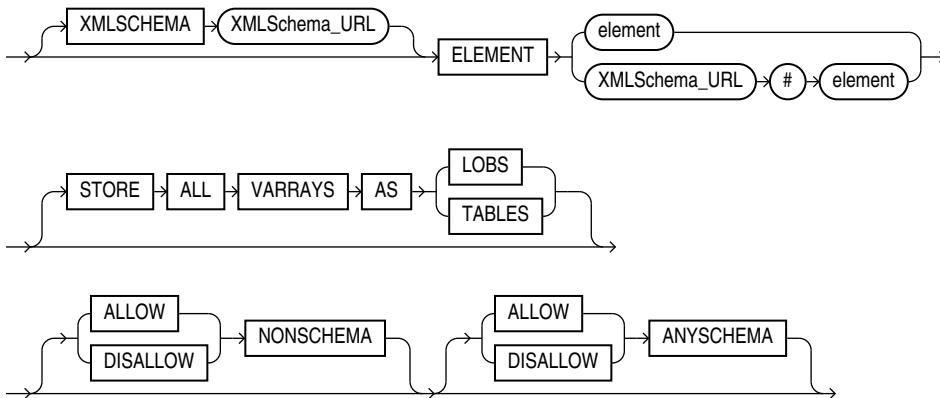 XMLSCHEMA XMLSchema_URL
ELEMENT element
XMLSchema_URL # element
STORE ALL VARRAYS AS LOBS
TABLES
ALLOW NONSCHEMA ALLOW ANYSCHEMA
DISALLOW DISALLOW